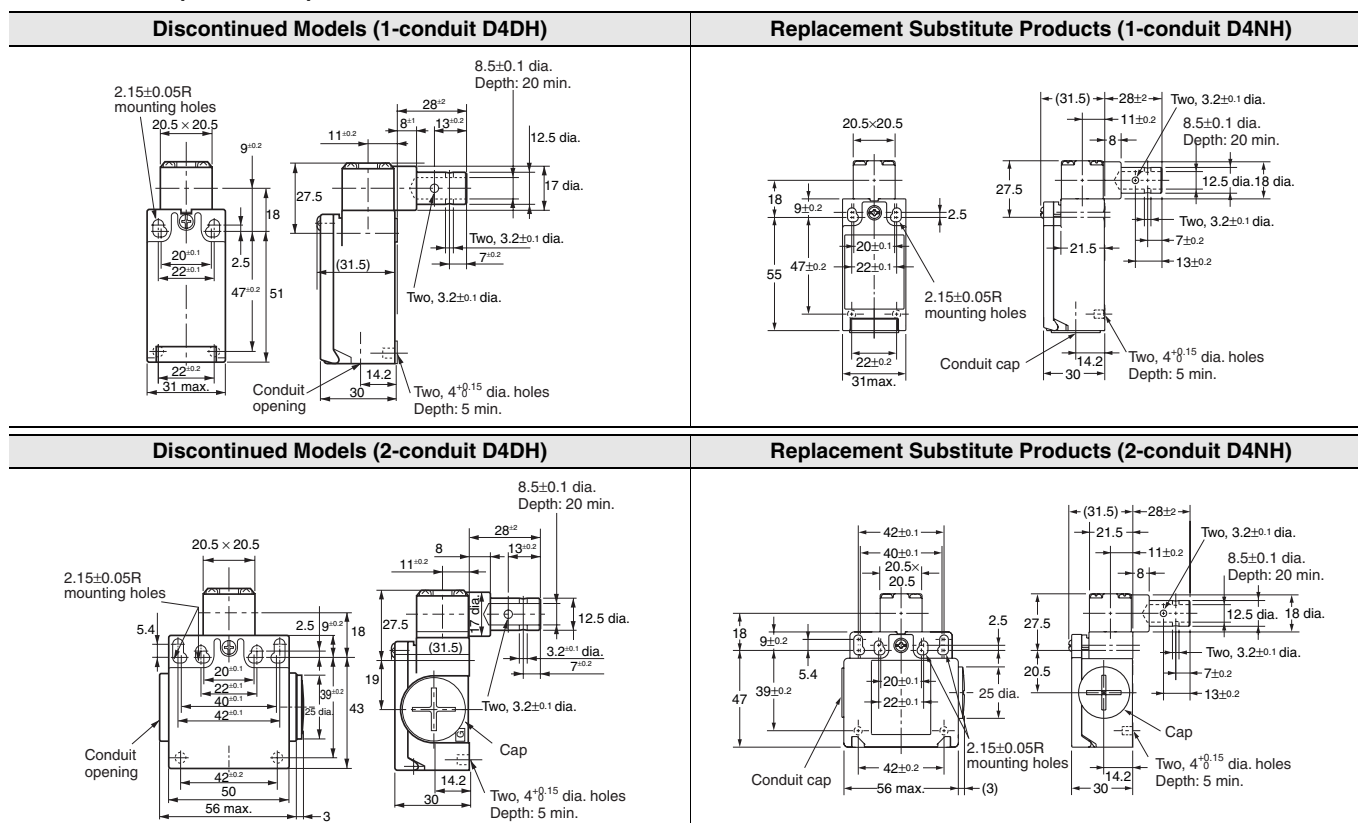 Discontinued Models (1-conduit D4DH)
Replacement Substitute Products (1-conduit D4NH)
8.5±0.1 dia.
Depth: 20 min.
2.15±0.05R
mounting holes
28±2
20.5 × 20.5
8±1
13±0.2
11±0.2
12.5 dia.
9±0.2
27.5
17 dia.
18
Two, 3.2±0.1 dia.
7±0.2
20±0.1
2.5
(31.5)
22±0.1
47±0.2
51
Two, 3.2±0.1 dia.
22±0.2
14.2
31 max.
Conduit
opening
30
Two, 4+0.15 0 dia. holes
Depth: 5 min.
(31.5)
28±2
Two, 3.2±0.1 dia.
11±0.2
20.5×20.5
8.5±0.1 dia.
Depth: 20 min.
8
27.5
12.5 dia.
18 dia.
18
9±0.2
2.5
Two, 3.2±0.1 dia.
20±0.1
7±0.2
21.5
13±0.2
47±0.2
22±0.1
55
2.15±0.05R
mounting holes
22±0.2
Conduit cap
14.2
Two, 4+0.15 0 dia. holes
Depth: 5 min.
31max.
30
Discontinued Models (2-conduit D4DH)
Replacement Substitute Products (2-conduit D4NH)
8.5±0.1 dia.
Depth: 20 min.
28±2
20.5 × 20.5
8
13±0.2
11±0.2
2.15±0.05R
mounting holes
17 dia.
12.5 dia.
5.4
2.5
9±0.2
18
27.5
(31.5)
3.2±0.1 dia.
7±0.2
20±0.1
22±0.1
39±0.2
19
40±0.1
25 dia.
43
Two, 3.2±0.1 dia.
42±0.1
G
Cap
Conduit
opening
42±0.2
14.2
50
30
Two, 4+0.15 0 dia. holes
Depth: 5 min.
56 max.
3
(31.5)
28±2
42±0.1
21.5
Two, 3.2±0.1 dia.
40±0.1
11±0.2
20.5×
20.5
8.5±0.1 dia.
Depth: 20 min.
8
2.5
27.5
12.5 dia.
18 dia.
18
9±0.2
5.4
Two, 3.2±0.1 dia.
20.5
20±0.1
7±0.2
39±0.2
22±0.1
25 dia.
13±0.2
47
Cap
2.15±0.05R
mounting holes
Conduit cap
42±0.2
14.2
Two, 4+0.15 0 dia. holes
Depth: 5 min.
56 max.
(3)
30